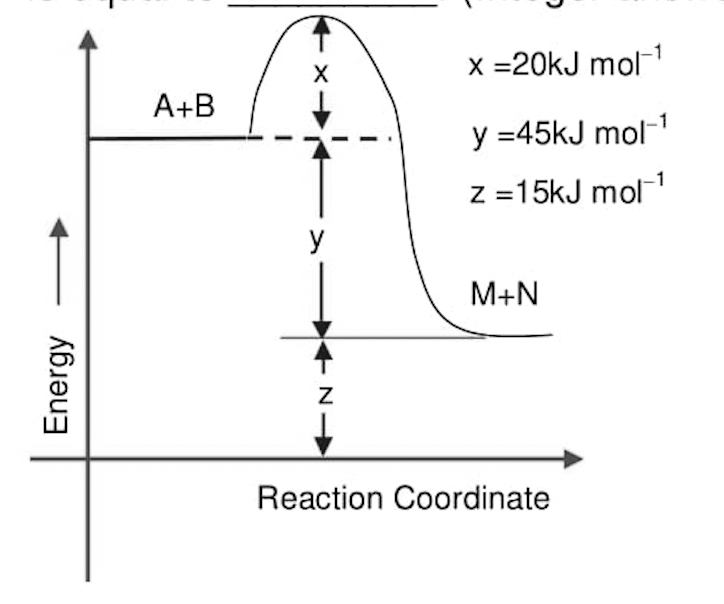 x
x =20kJ mol⁻¹
A+B
y =45kJ mol⁻¹
z =15kJ mol⁻¹
y
M+N
Energy
z
Reaction Coordinate